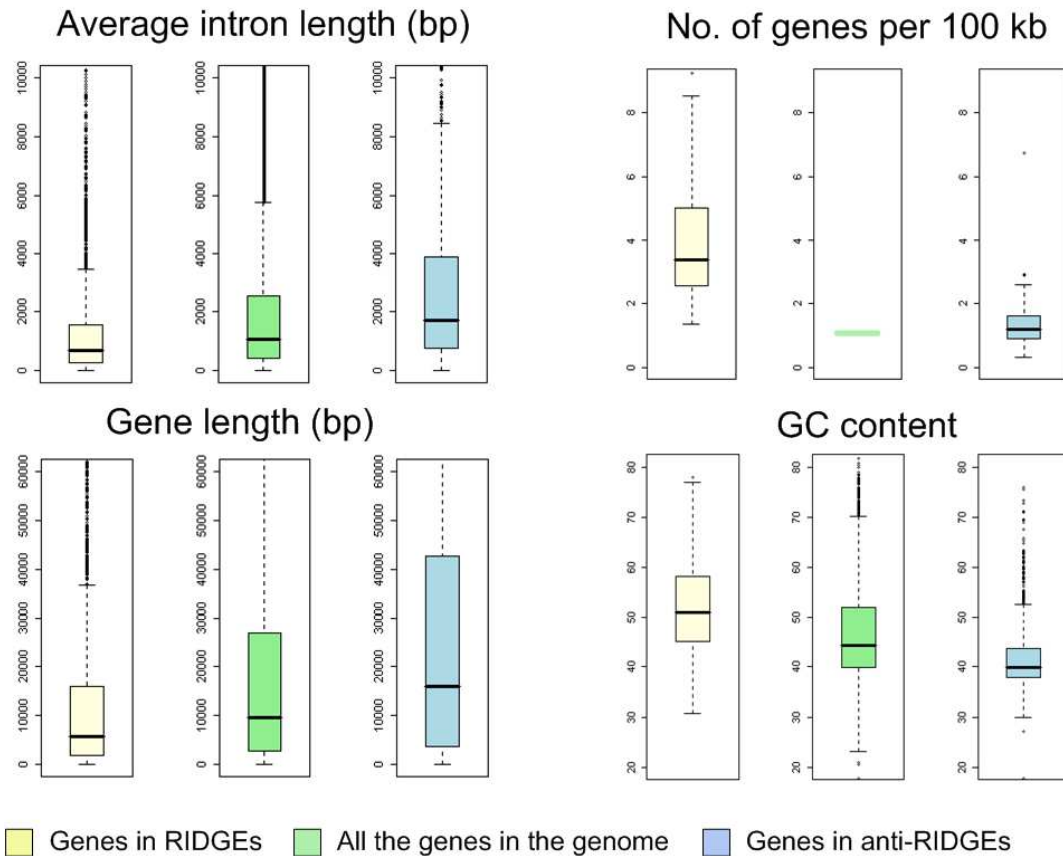 Average intron length (bp)
No. of genes per 100 kb
0 2000 4000 6000 8000 10000
0 2000 4000 6000 8000 10000
0 2000 4000 6000 8000 10000
0 2 4 6 8
0 2 4 6 8
0 2 4 6 8
Gene length (bp)
GC content
0 10000 20000 30000 40000 50000 60000
0 10000 20000 30000 40000 50000 60000
0 10000 20000 30000 40000 50000 60000
20 30 40 50 60 70 80
20 30 40 50 60 70 80
20 30 40 50 60 70 80
Genes in RIDGEs
All the genes in the genome
Genes in anti-RIDGEs